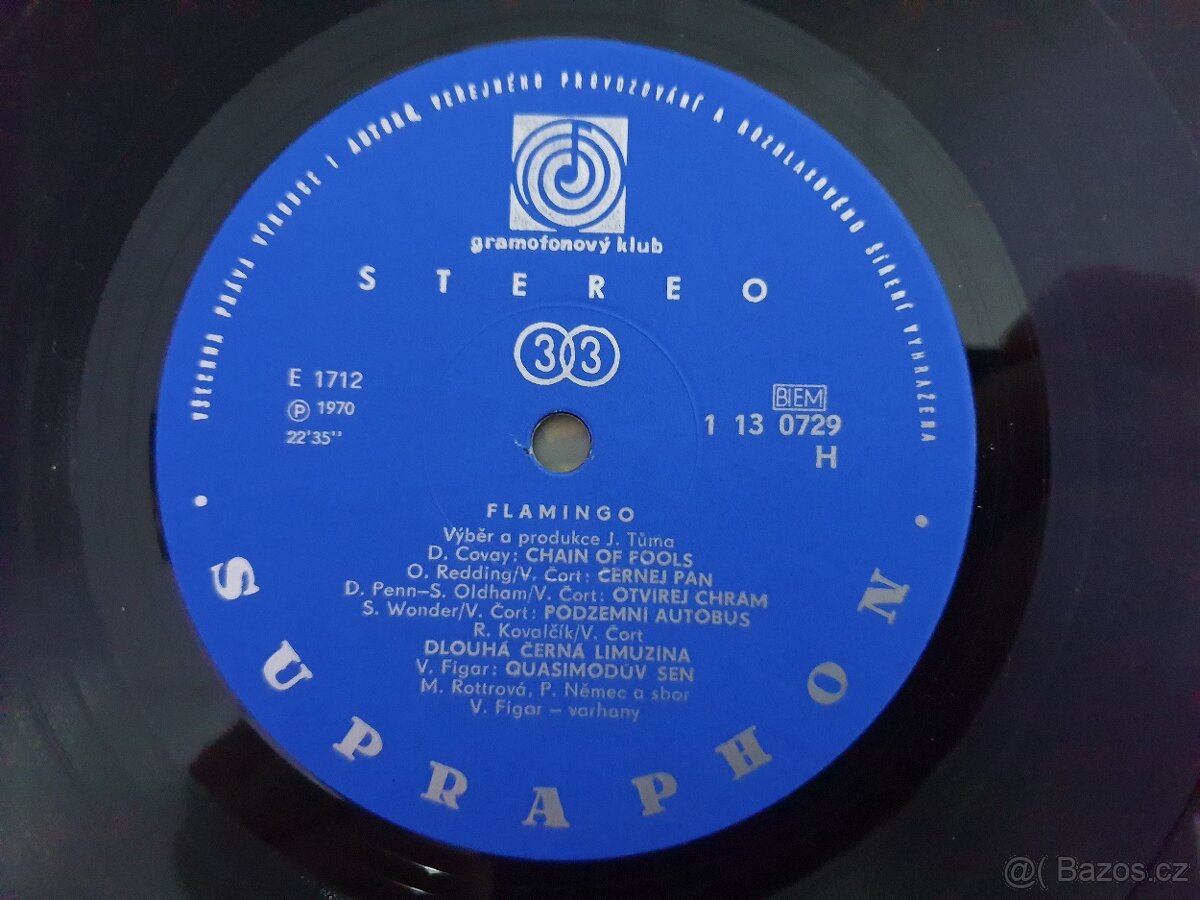 VŠECHNA PRÁVA VÝROBCE I AUTORA, VEŘEJNÉHO PROVOZOVÁNÍ A ROZHLASOVÉHO ŠÍŘENÍ VYHRAŽENA
gramofonový klub
STEREO
33
E 1712
Ⓟ 1970
22'35''
BIEM
1 13 0729
H
FLAMINGO
Výběr a produkce J. Tůma
D. Covay: CHAIN OF FOOLS
O. Redding/V. Čort: ČERNEJ PÁN
D. Penn–S. Oldham/V. Čort: OTVÍREJ CHRÁM
S. Wonder/V. Čort: PODZEMNÍ AUTOBUS
R. Kovalčík/V. Čort
DLOUHÁ ČERNÁ LIMUZÍNA
V. Figar: QUASIMODŮV SEN
M. Rottrová, P. Němec a sbor
V. Figar – varhany
• SUPRAPHON •
@( Bazos.cz